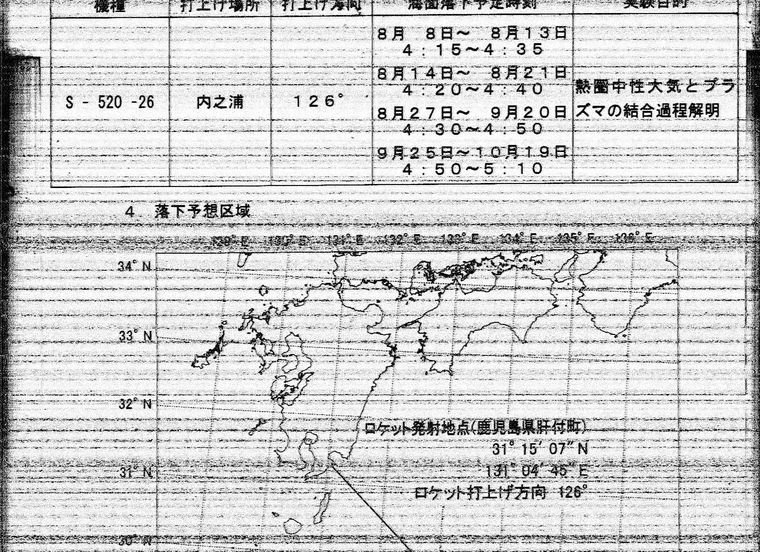 機種 打上げ場所 打上げ方向 海面落下予定時刻 実験目的
8月 8日~ 8月13日
4:15~4:35
8月14日~ 8月21日
4:20~4:40
S-520-26 内之浦 126°
熱圏中性大気とプラ
ズマの結合過程解明
8月27日~ 9月20日
4:30~4:50
9月25日~10月19日
4:50~5:10
4 落下予想区域
129°E 130°E 131°E 132°E 133°E 134°E 135°E 136°E
34°N
33°N
32°N
ロケット発射地点(鹿児島県肝付町)
31°15′07″N
31°N
131°04′45″E
ロケット打上げ方向 126°
30°N